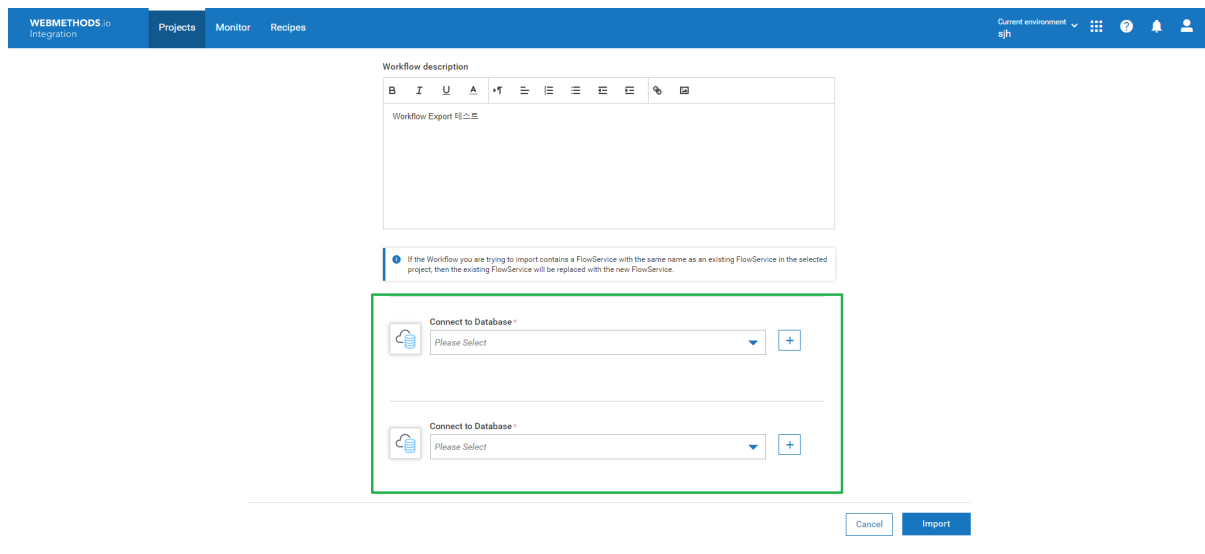 WEBMETHODS.io
Integration
Projects
Monitor
Recipes
Current environment
sjh
Workflow description
B I U A
Workflow Export 테스트
If the Workflow you are trying to import contains a FlowService with the same name as an existing FlowService in the selected
project, then the existing FlowService will be replaced with the new FlowService.
Connect to Database *
Please Select
+
Connect to Database *
Please Select
+
Cancel
Import